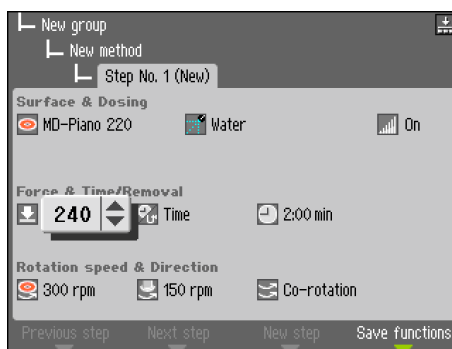 New group
New method
Step No. 1 (New)
Surface & Dosing
MD-Piano 220 Water On
Force & Time/Removal
240 Time 2:00 min
Rotation speed & Direction
300 rpm 150 rpm Co-rotation
Previous step Next step New step Save functions